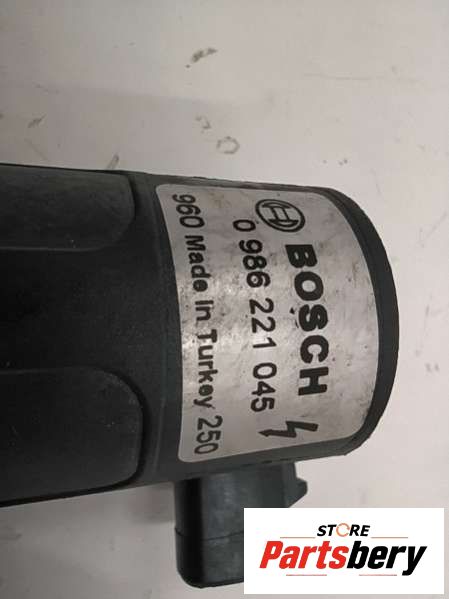 BOSCH
0 986 221 045
960 Made in Turkey 250
STORE
Partsbery